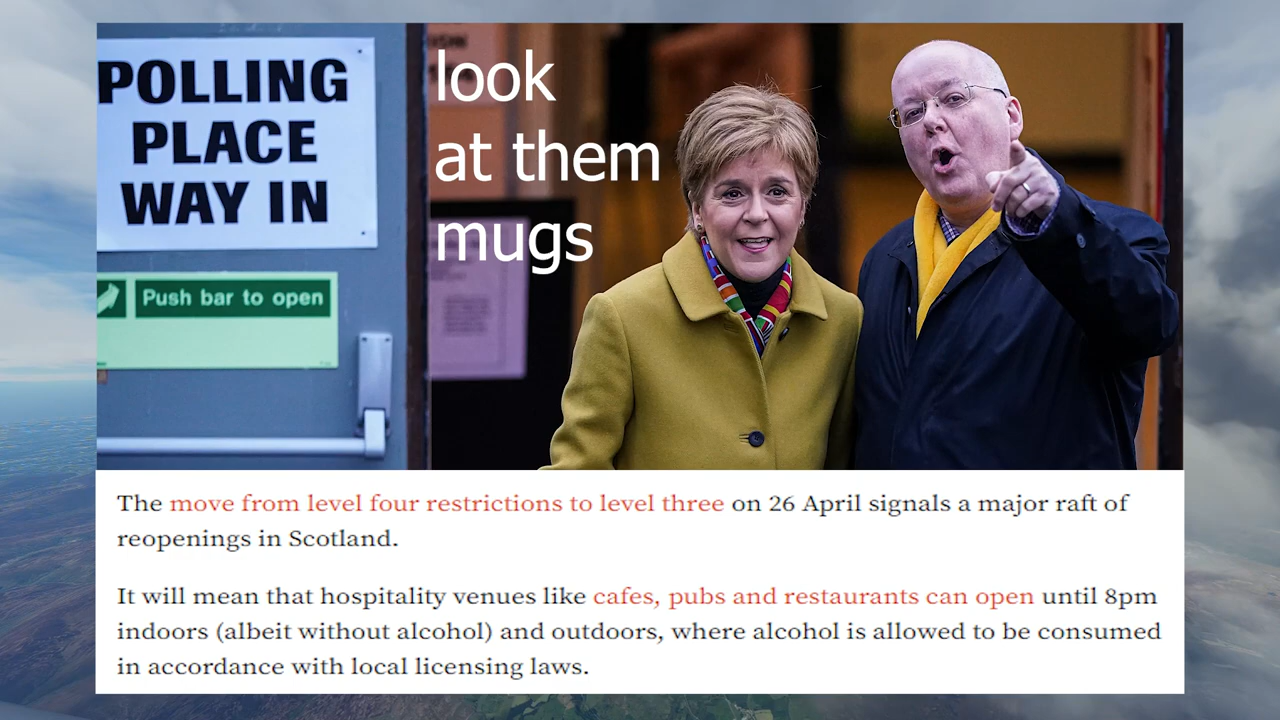 POLLING
PLACE
WAY IN
Push bar to open
look
at them
mugs
The move from level four restrictions to level three on 26 April signals a major raft of
reopenings in Scotland.
It will mean that hospitality venues like cafes, pubs and restaurants can open until 8pm
indoors (albeit without alcohol) and outdoors, where alcohol is allowed to be consumed
in accordance with local licensing laws.